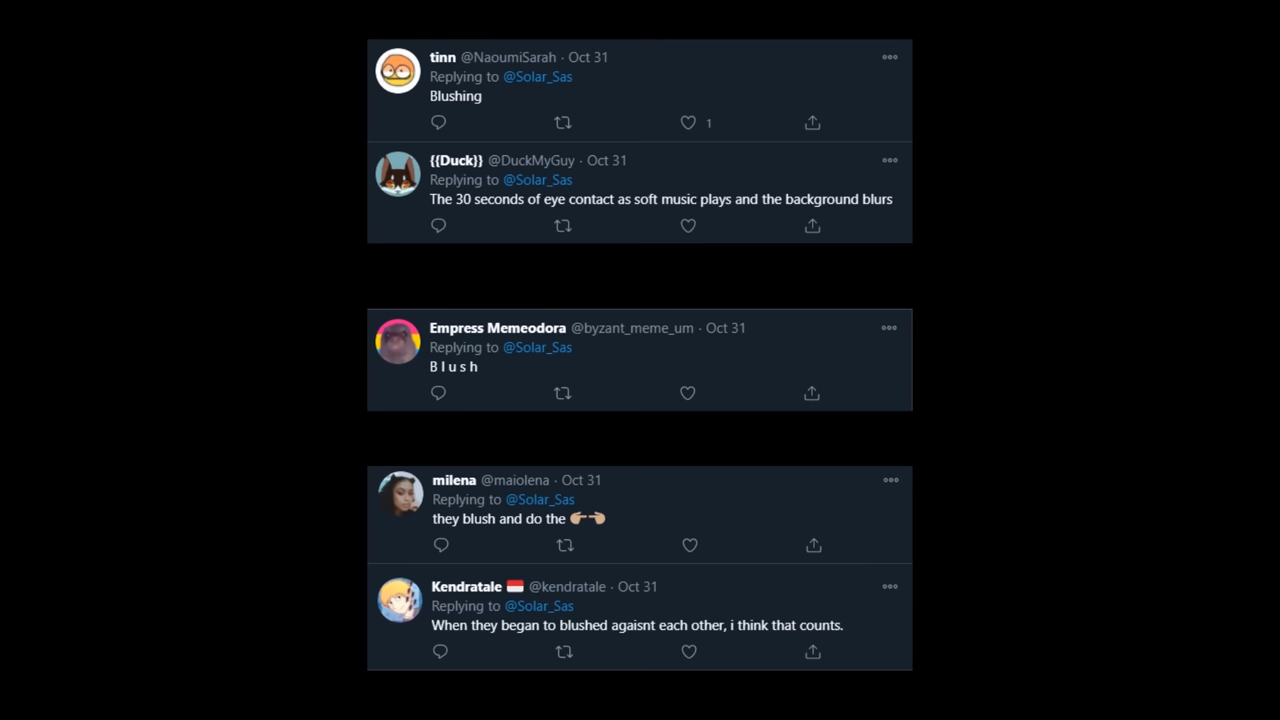 tinn @NaoumiSarah · Oct 31
Replying to @Solar_Sas
Blushing
1
{{Duck}} @DuckMyGuy · Oct 31
Replying to @Solar_Sas
The 30 seconds of eye contact as soft music plays and the background blurs
Empress Memeodora @byzant_meme_um · Oct 31
Replying to @Solar_Sas
B l u s h
milena @maiolena · Oct 31
Replying to @Solar_Sas
they blush and do the 👉🏼👈🏼
Kendratale 🇮🇩 @kendratale · Oct 31
Replying to @Solar_Sas
When they began to blushed agaisnt each other, i think that counts.